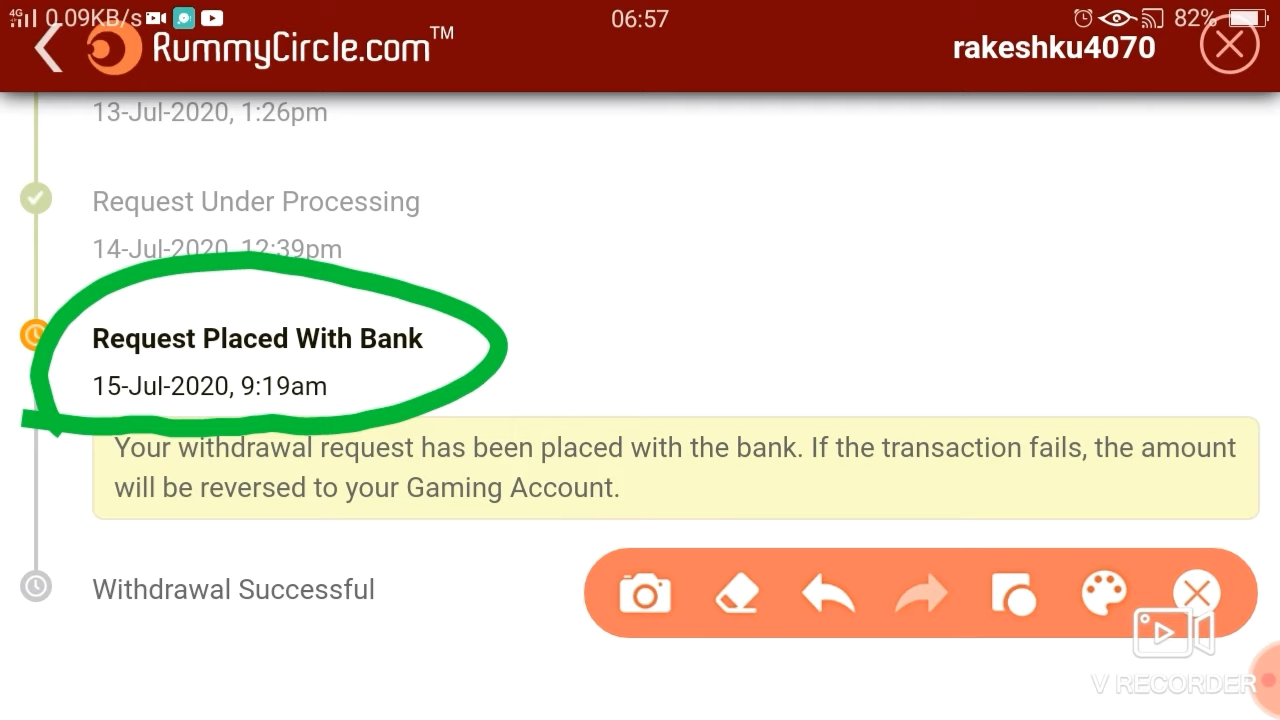 4G 0.09KB/s 06:57 82%
RummyCircle.com™ rakeshku4070
13-Jul-2020, 1:26pm
Request Under Processing
14-Jul-2020, 12:39pm
Request Placed With Bank
15-Jul-2020, 9:19am
Your withdrawal request has been placed with the bank. If the transaction fails, the amount
will be reversed to your Gaming Account.
Withdrawal Successful
V RECORDER